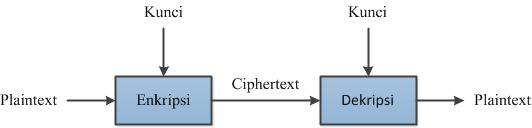 Kunci
Kunci
Plaintext
Enkripsi
Ciphertext
Dekripsi
Plaintext